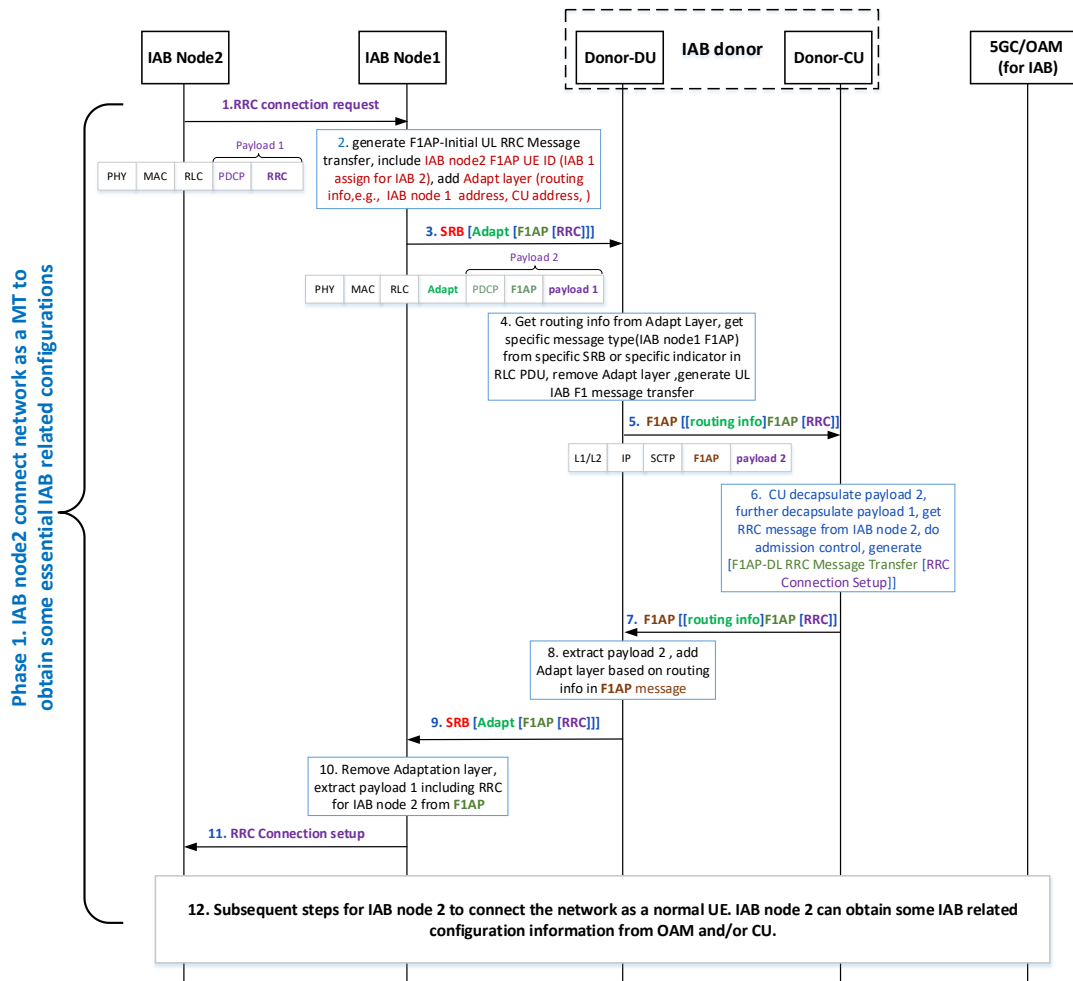 IAB Node2
IAB Node1
Donor-DU
IAB donor
Donor-CU
5GC/OAM
(for IAB)
Phase 1. IAB node2 connect network as a MT to
obtain some essential IAB related configurations
1.RRC connection request
Payload 1
PHY MAC RLC PDCP RRC
2. generate F1AP-Initial UL RRC Message
transfer, include IAB node2 F1AP UE ID (IAB 1
assign for IAB 2), add Adapt layer (routing
info,e.g., IAB node 1 address, CU address, )
3. SRB [Adapt [F1AP [RRC]]]
Payload 2
PHY MAC RLC Adapt PDCP F1AP payload 1
4. Get routing info from Adapt Layer, get
specific message type(IAB node1 F1AP)
from specific SRB or specific indicator in
RLC PDU, remove Adapt layer ,generate UL
IAB F1 message transfer
5. F1AP [[routing info]F1AP [RRC]]
L1/L2 IP SCTP F1AP payload 2
6. CU decapsulate payload 2,
further decapsulate payload 1, get
RRC message from IAB node 2, do
admission control, generate
[F1AP-DL RRC Message Transfer [RRC
Connection Setup]]
7. F1AP [[routing info]F1AP [RRC]]
8. extract payload 2 , add
Adapt layer based on routing
info in F1AP message
9. SRB [Adapt [F1AP [RRC]]]
10. Remove Adaptation layer,
extract payload 1 including RRC
for IAB node 2 from F1AP
11. RRC Connection setup
12. Subsequent steps for IAB node 2 to connect the network as a normal UE. IAB node 2 can obtain some IAB related
configuration information from OAM and/or CU.